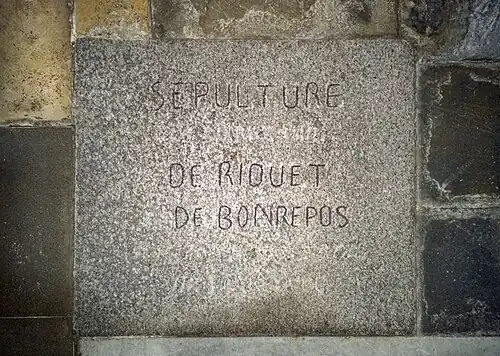 SÉPULTURE
DE RIQUET
DE BONREPOS